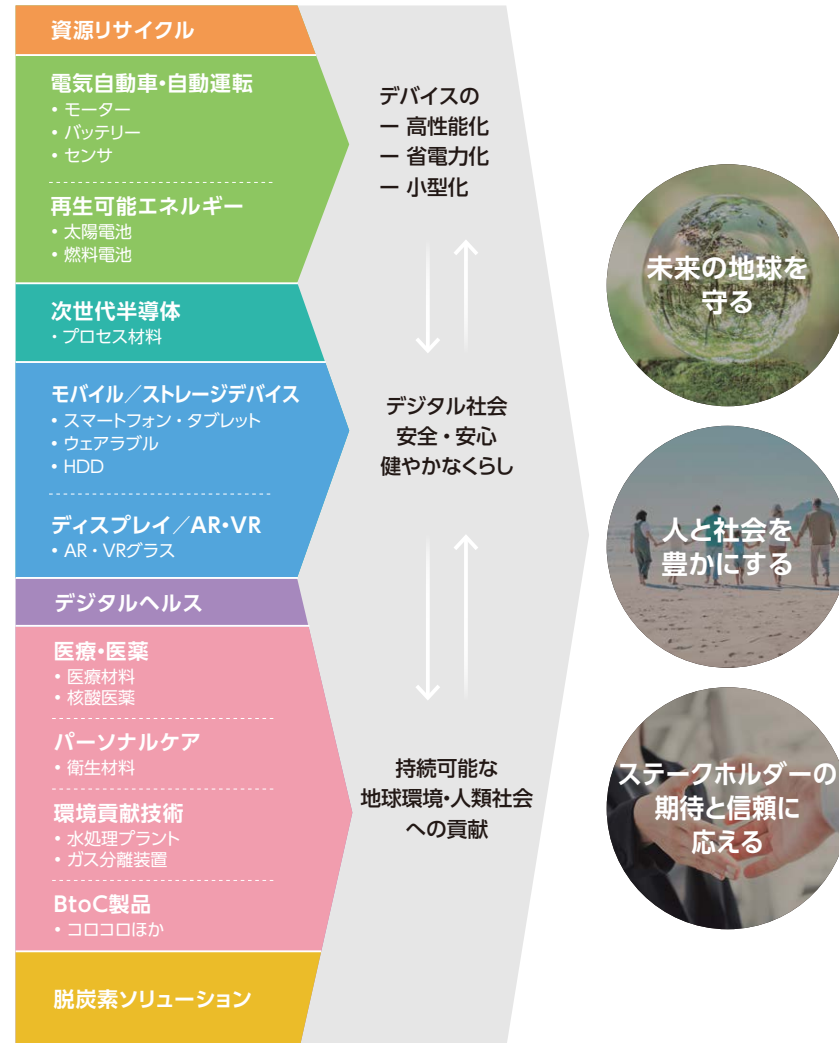 資源リサイクル
電気自動車・自動運転
• モーター
• バッテリー
• センサ
再生可能エネルギー
• 太陽電池
• 燃料電池
次世代半導体
・プロセス材料
モバイル／ストレージデバイス
• スマートフォン・タブレット
• ウェアラブル
• HDD
ディスプレイ／AR・VR
• AR・VRグラス
デジタルヘルス
医療・医薬
• 医療材料
• 核酸医薬
パーソナルケア
• 衛生材料
環境貢献技術
• 水処理プラント
• ガス分離装置
BtoC製品
• コロコロほか
脱炭素ソリューション
デバイスの
ー 高性能化
ー 省電力化
ー 小型化
デジタル社会
安全・安心
健やかなくらし
持続可能な
地球環境・人類社会
への貢献
未来の地球を
守る
人と社会を
豊かにする
ステークホルダーの
期待と信頼に
応える